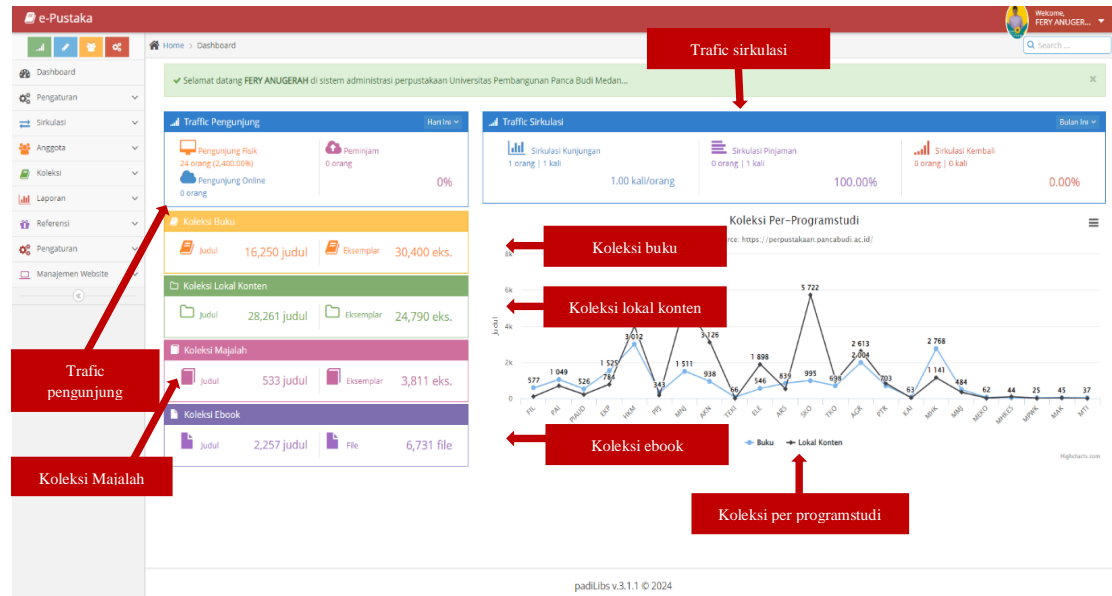 e-Pustaka
Welcome,
FERY ANUGER...
Home > Dashboard
Search ...
Trafic sirkulasi
Dashboard
Pengaturan
Sirkulasi
Anggota
Koleksi
Laporan
Referensi
Pengaturan
Manajemen Website
Selamat datang FERY ANUGERAH di sistem administrasi perpustakaan Universitas Pembangunan Panca Budi Medan...
Traffic Pengunjung
Hari Ini
Pengunjung Fisik
24 orang (2,400.00%)
Peminjam
0 orang
Pengunjung Online
0 orang
0%
Traffic Sirkulasi
Bulan Ini
Sirkulasi Kunjungan
1 orang | 1 kali
1.00 kali/orang
Sirkulasi Pinjaman
0 orang | 1 kali
100.00%
Sirkulasi Kembali
0 orang | 0 kali
0.00%
Koleksi Buku
Judul 16,250 judul
Eksemplar 30,400 eks.
Koleksi Lokal Konten
Judul 28,261 judul
Eksemplar 24,790 eks.
Koleksi Majalah
Judul 533 judul
Eksemplar 3,811 eks.
Koleksi Ebook
Judul 2,257 judul
File 6,731 file
Trafic
pengunjung
Koleksi Majalah
Koleksi buku
Koleksi lokal konten
Koleksi ebook
Koleksi per programstudi
Koleksi Per-Programstudi
https://perpustakaan.pancabudi.ac.id/
Judul
8k
6k
4k
2k
0
577
1 049
526
1 525
784
3 012
343
1 511
938
3 126
66
546
1 898
839
995
5 722
698
2 613
2 004
703
63
2 768
1 141
484
62
44
25
45
37
FIL
PAI
PIAUD
EKP
HKM
PPJ
MNJ
AKN
TEKI
ELE
ARS
SKO
TKO
AGR
PTR
KAI
MHK
MMJ
MEKO
MHKES
MPWK
MAK
MTI
Buku
Lokal Konten
Highcharts.com
padiLibs v.3.1.1 © 2024